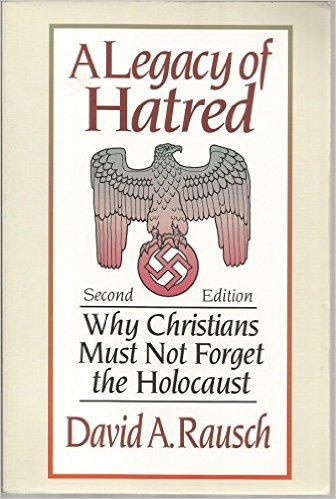 A Legacy of
Hatred
Second Edition
Why Christians
Must Not Forget
the Holocaust
David A. Rausch